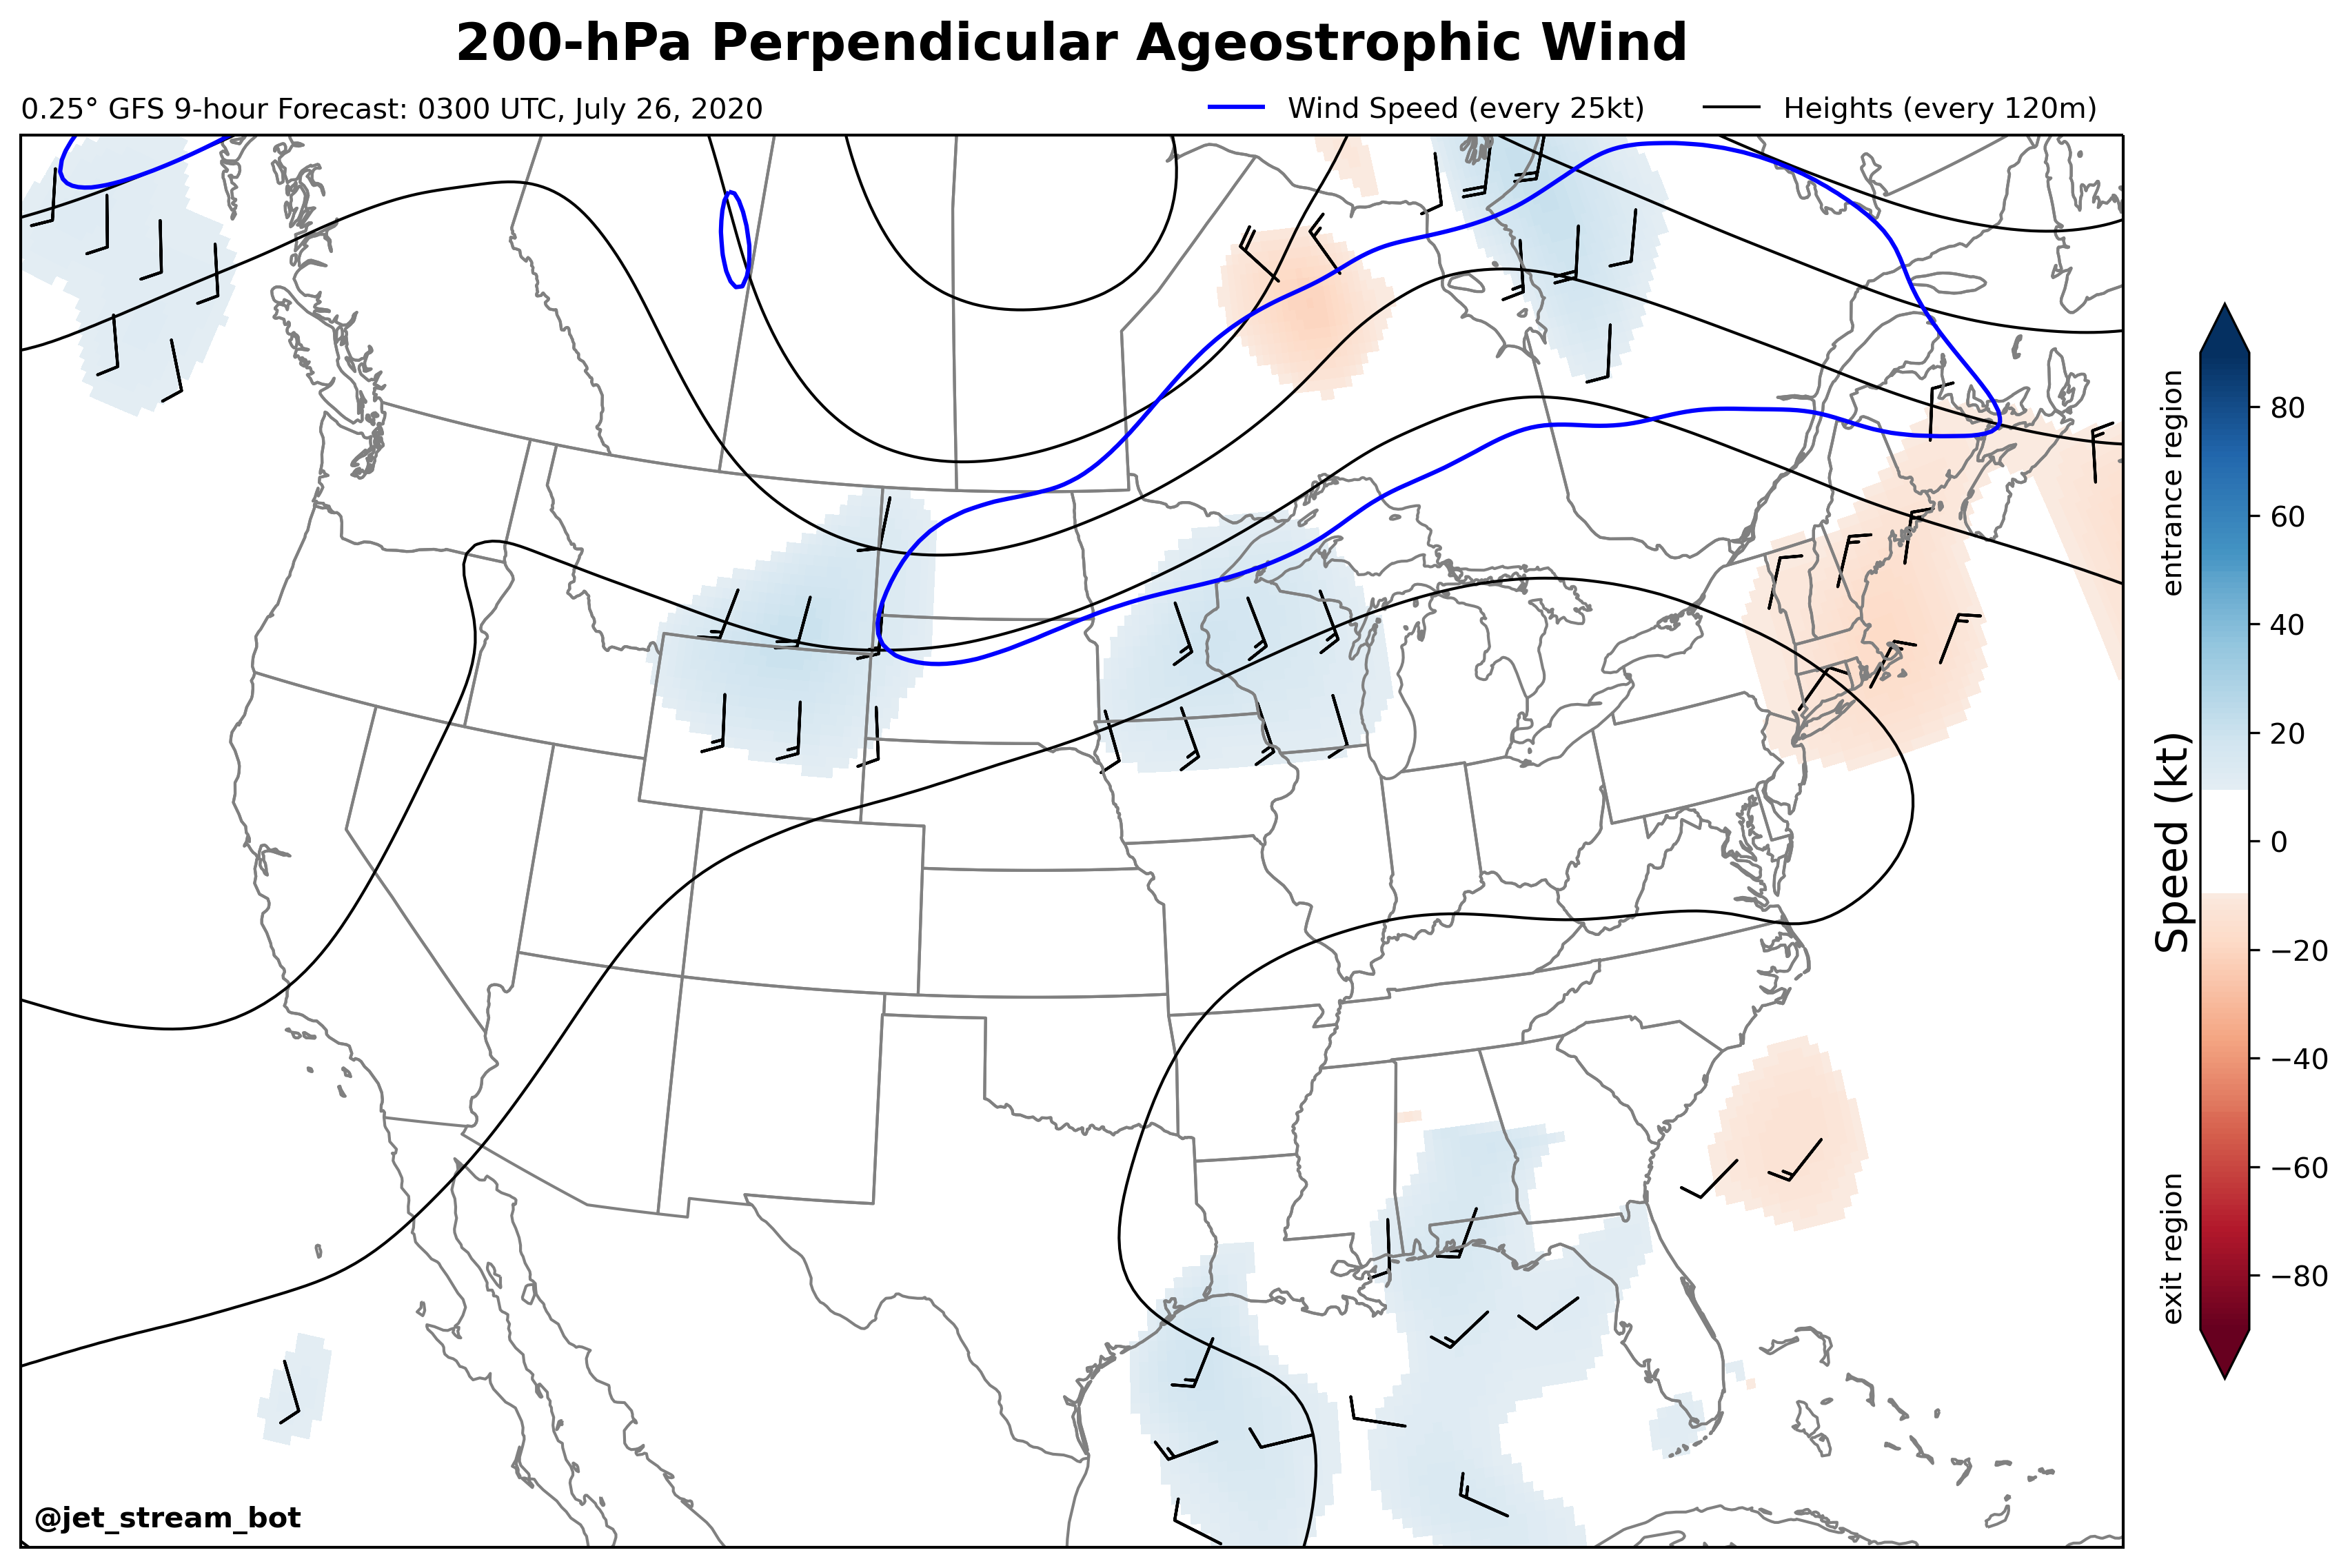 200-hPa Perpendicular Ageostrophic Wind
0.25° GFS 9-hour Forecast: 0300 UTC, July 26, 2020
Wind Speed (every 25kt)
Heights (every 120m)
entrance region
Speed (kt)
exit region
80
60
40
20
0
−20
−40
−60
−80
@jet_stream_bot